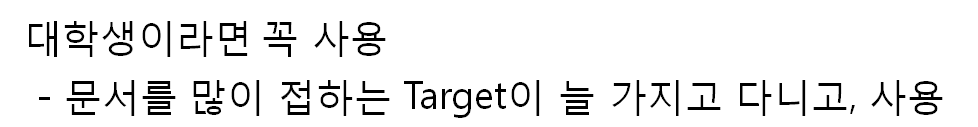 대학생이라면 꼭 사용
- 문서를 많이 접하는 Target이 늘 가지고 다니고, 사용